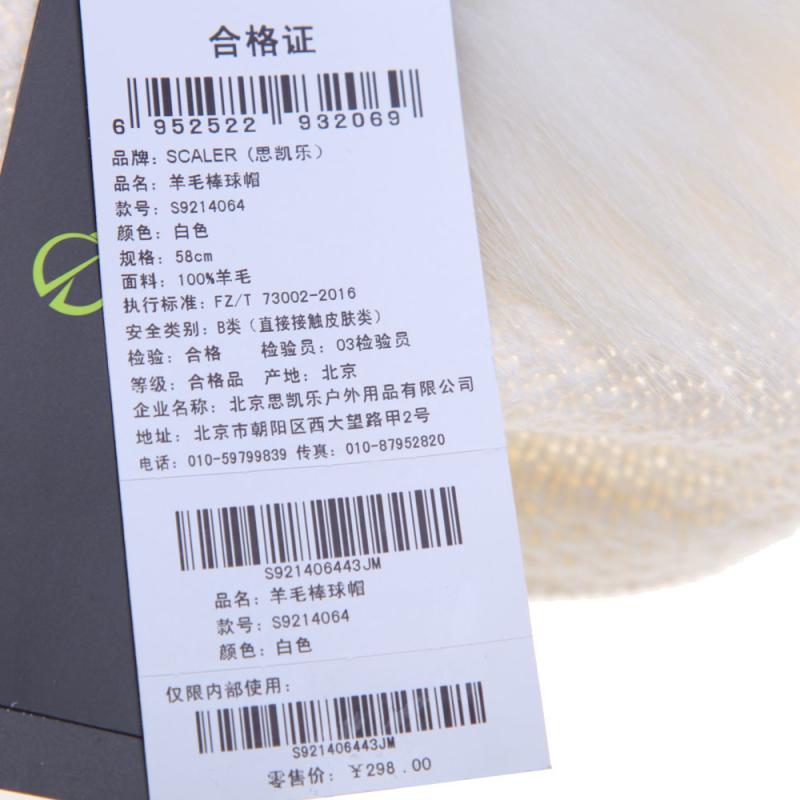 合格证
6 952522 932069
品牌：SCALER（思凯乐）
品名：羊毛棒球帽
款号：S9214064
颜色：白色
规格：58cm
面料：100%羊毛
执行标准：FZ/T 73002-2016
安全类别：B类（直接接触皮肤类）
检验：合格 检验员：03检验员
等级：合格品 产地：北京
企业名称：北京思凯乐户外用品有限公司
地址：北京市朝阳区西大望路甲2号
电话：010-59799839 传真：010-87952820
S921406443JM
品名：羊毛棒球帽
款号：S9214064
颜色：白色
仅限内部使用：
S921406443JM
零售价：￥298.00